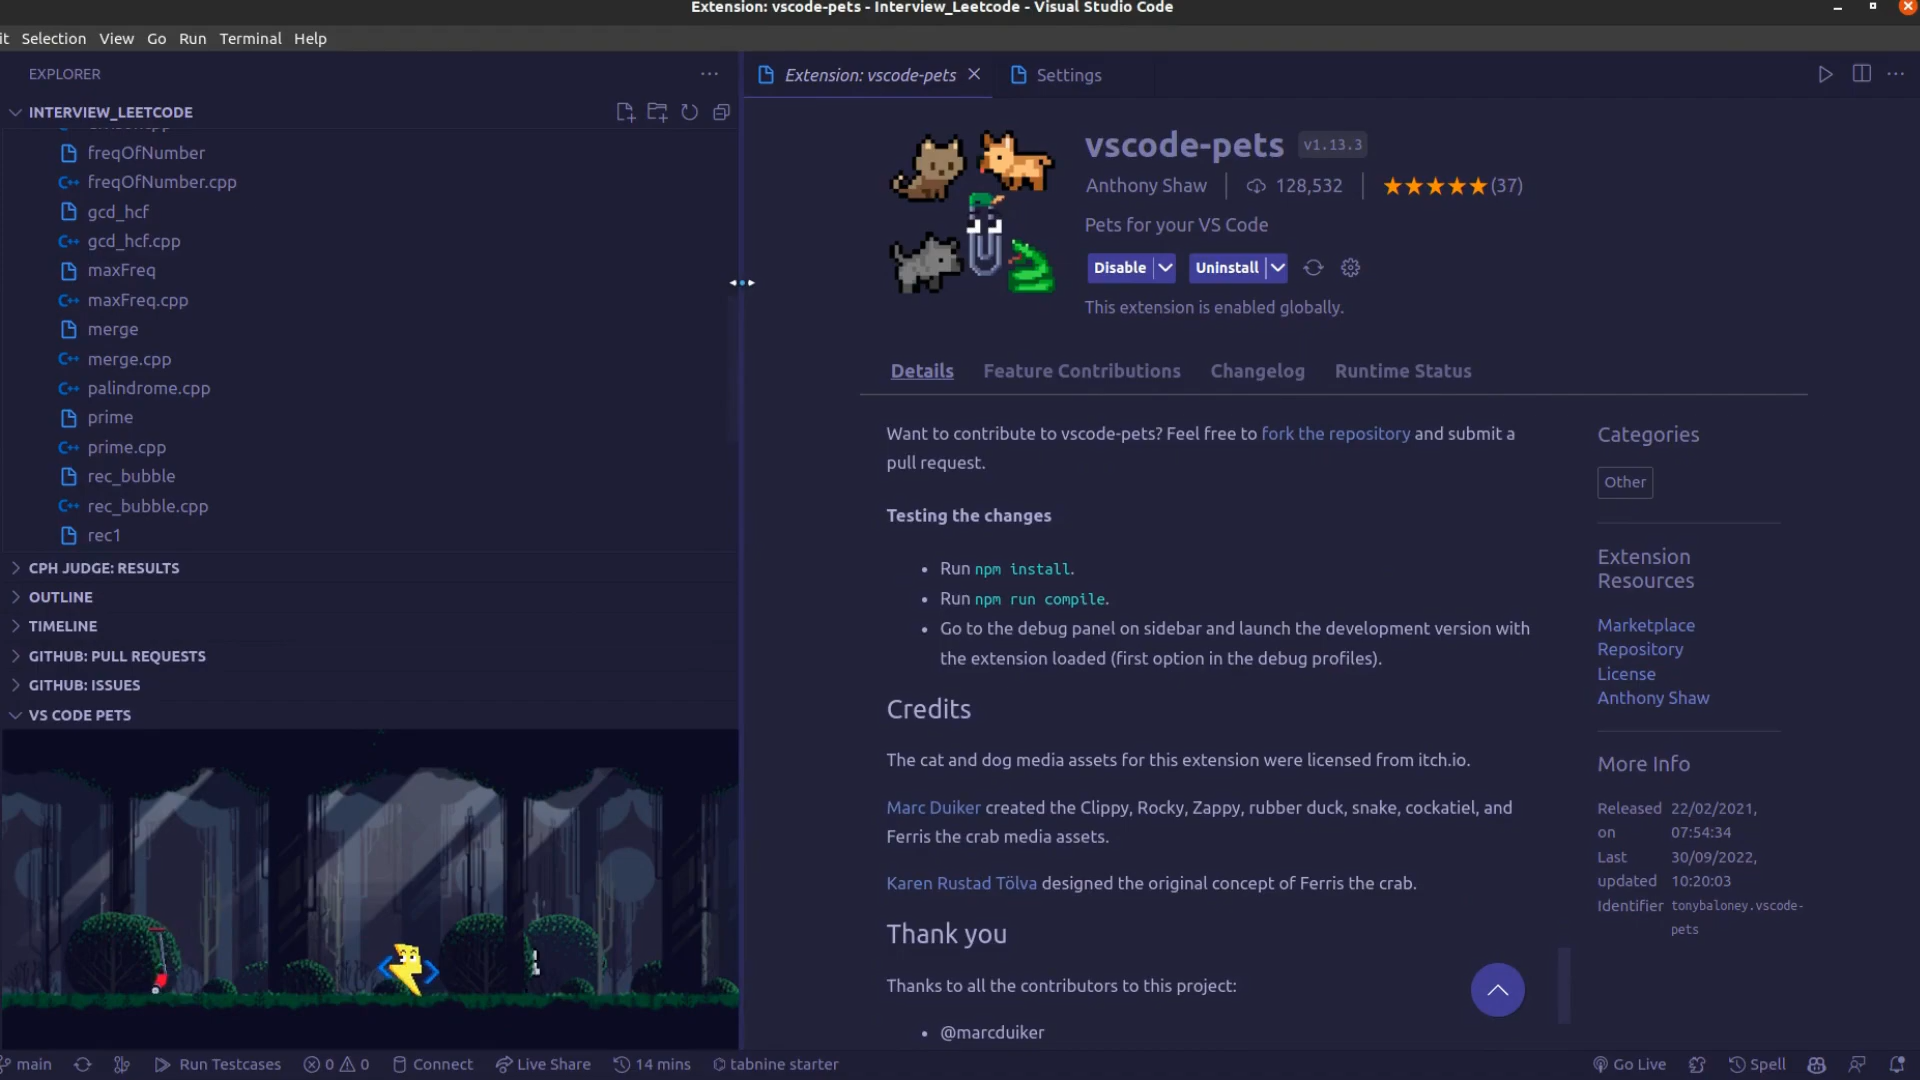 Extension: vscode-pets - Interview_Leetcode - Visual Studio Code
it Selection View Go Run Terminal Help
EXPLORER
INTERVIEW_LEETCODE
freqOfNumber
freqOfNumber.cpp
gcd_hcf
gcd_hcf.cpp
maxFreq
maxFreq.cpp
merge
merge.cpp
palindrome.cpp
prime
prime.cpp
rec_bubble
rec_bubble.cpp
rec1
CPH JUDGE: RESULTS
OUTLINE
TIMELINE
GITHUB: PULL REQUESTS
GITHUB: ISSUES
VS CODE PETS
Extension: vscode-pets
Settings
vscode-pets v1.13.3
Anthony Shaw 128,532 (37)
Pets for your VS Code
Disable Uninstall
This extension is enabled globally.
Details Feature Contributions Changelog Runtime Status
Want to contribute to vscode-pets? Feel free to fork the repository and submit a
pull request.
Testing the changes
• Run npm install.
• Run npm run compile.
• Go to the debug panel on sidebar and launch the development version with
the extension loaded (first option in the debug profiles).
Credits
The cat and dog media assets for this extension were licensed from itch.io.
Marc Duiker created the Clippy, Rocky, Zappy, rubber duck, snake, cockatiel, and
Ferris the crab media assets.
Karen Rustad Tölva designed the original concept of Ferris the crab.
Thank you
Thanks to all the contributors to this project:
• @marcduiker
Categories
Other
Extension
Resources
Marketplace
Repository
License
Anthony Shaw
More Info
Released 22/02/2021,
on 07:54:34
Last 30/09/2022,
updated 10:20:03
Identifier tonybaloney.vscode-
pets
main Run Testcases 0 0 Connect Live Share 14 mins tabnine starter Go Live Spell